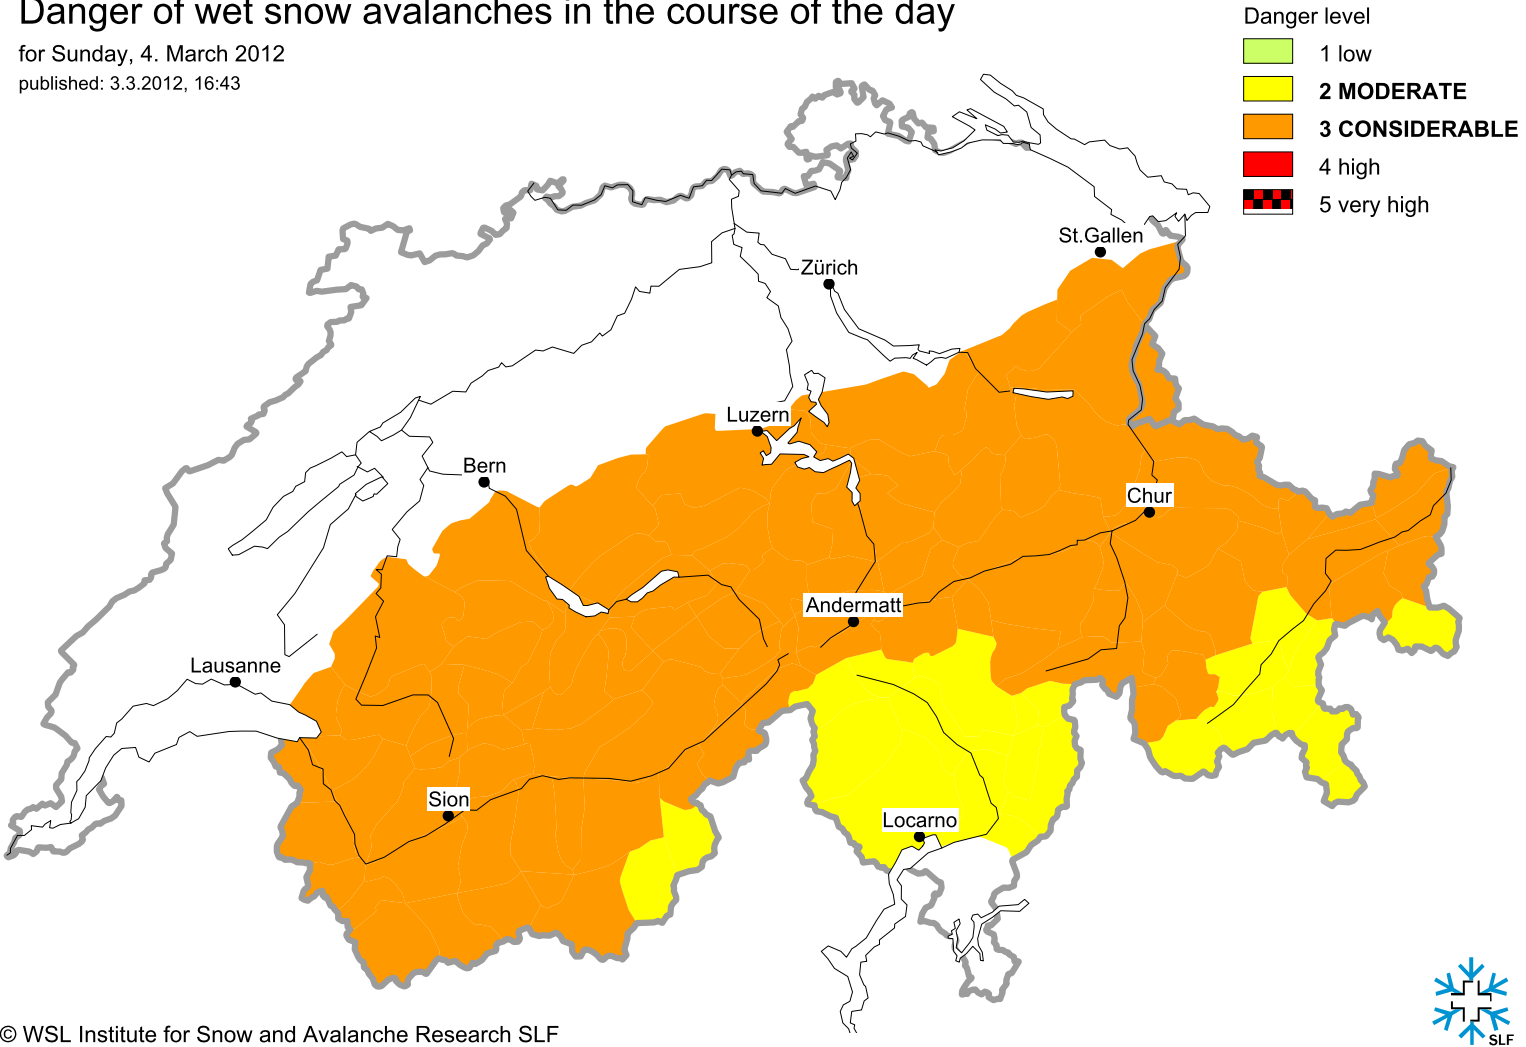 Danger of wet snow avalanches in the course of the day
for Sunday, 4. March 2012
published: 3.3.2012, 16:43
Danger level
1 low
2 MODERATE
3 CONSIDERABLE
4 high
5 very high
St.Gallen
Zürich
Luzern
Bern
Chur
Andermatt
Lausanne
Sion
Locarno
© WSL Institute for Snow and Avalanche Research SLF
SLF